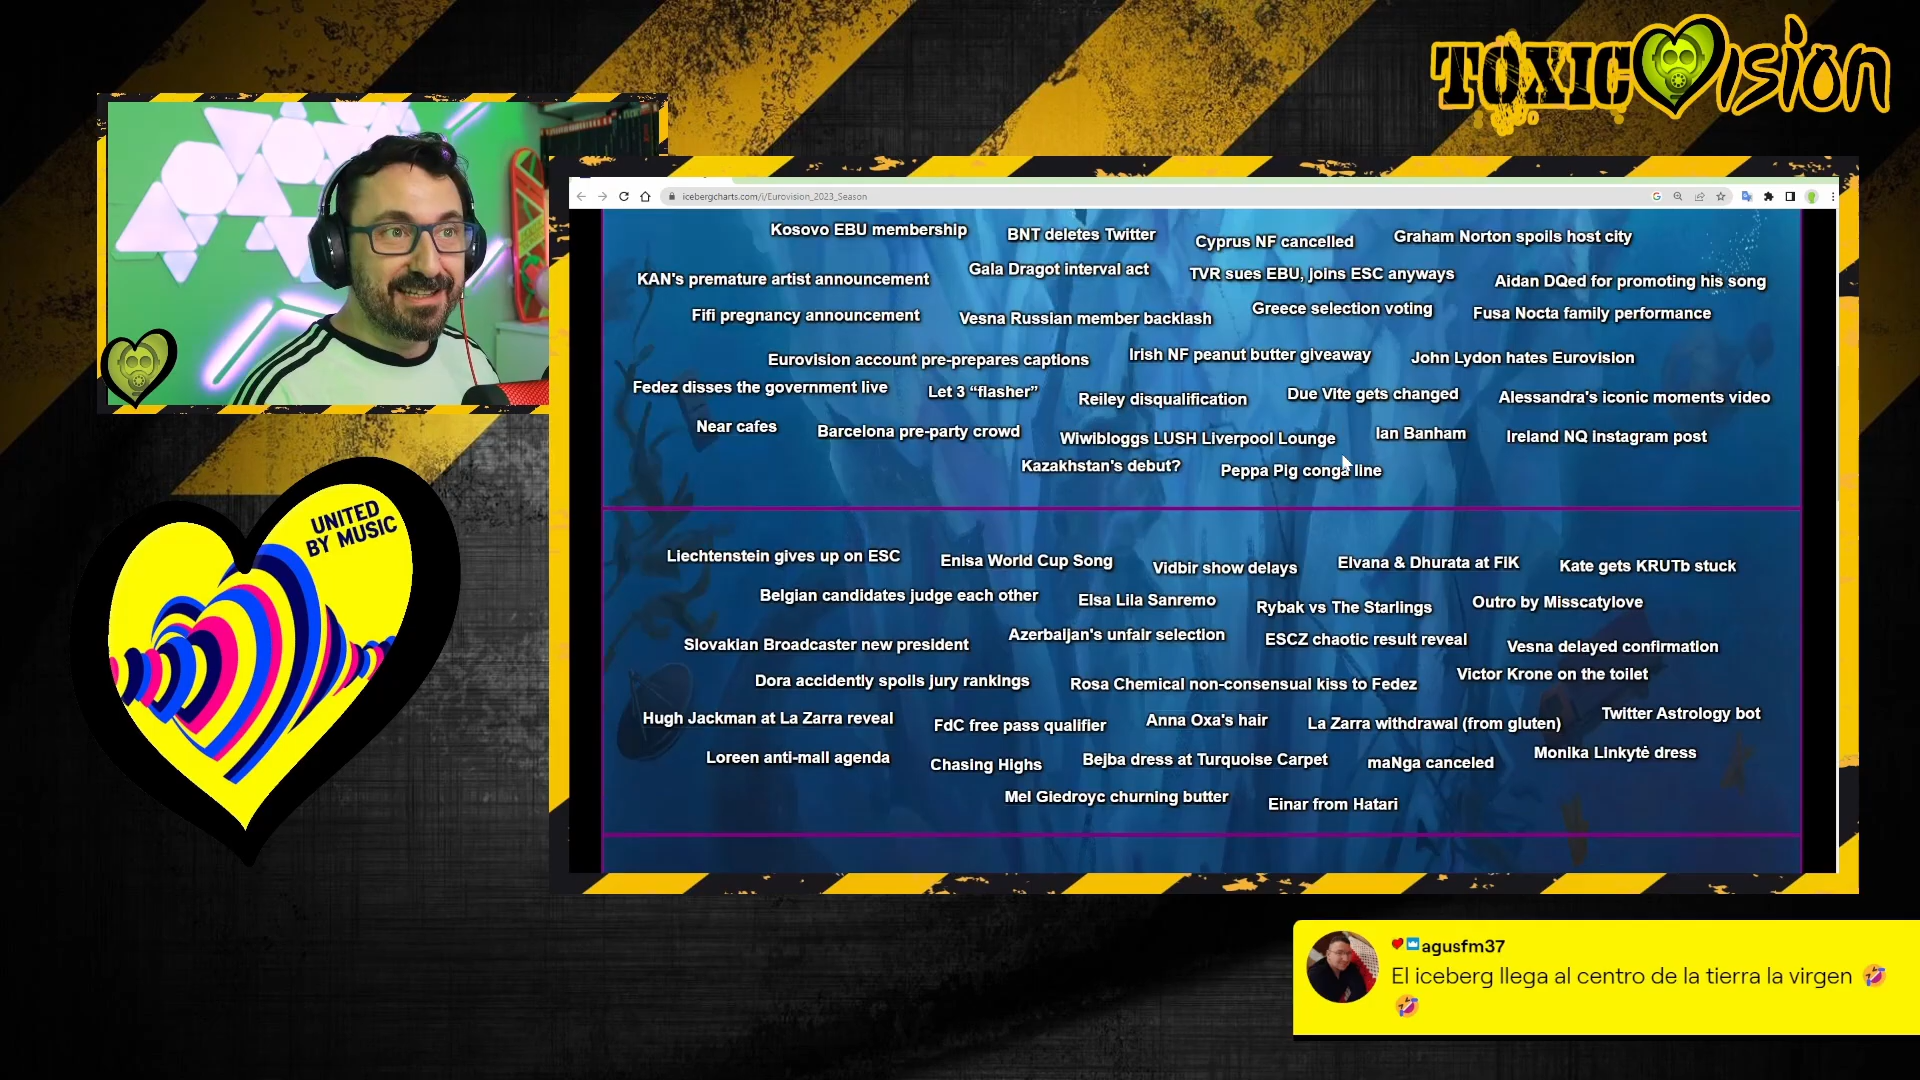 TOXICVISION
icebergcharts.com/i/Eurovision_2023_Season
Kosovo EBU membership
BNT deletes Twitter
Cyprus NF cancelled
Graham Norton spoils host city
KAN's premature artist announcement
Gala Dragot interval act
TVR sues EBU, joins ESC anyways
Aidan DQed for promoting his song
Fifi pregnancy announcement
Vesna Russian member backlash
Greece selection voting
Fusa Nocta family performance
Eurovision account pre-prepares captions
Irish NF peanut butter giveaway
John Lydon hates Eurovision
Fedez disses the government live
Let 3 “flasher”
Reiley disqualification
Due Vite gets changed
Alessandra's iconic moments video
Near cafes
Barcelona pre-party crowd
Wiwibloggs LUSH Liverpool Lounge
Ian Banham
Ireland NQ instagram post
Kazakhstan's debut?
Peppa Pig conga line
Liechtenstein gives up on ESC
Enisa World Cup Song
Vidbir show delays
Elvana & Dhurata at FiK
Kate gets KRUTb stuck
Belgian candidates judge each other
Elsa Lila Sanremo
Rybak vs The Starlings
Outro by Misscatylove
Slovakian Broadcaster new president
Azerbaijan's unfair selection
ESCZ chaotic result reveal
Vesna delayed confirmation
Dora accidently spoils jury rankings
Rosa Chemical non-consensual kiss to Fedez
Victor Krone on the toilet
Hugh Jackman at La Zarra reveal
FdC free pass qualifier
Anna Oxa's hair
La Zarra withdrawal (from gluten)
Twitter Astrology bot
Loreen anti-mall agenda
Chasing Highs
Bejba dress at Turquoise Carpet
maNga canceled
Monika Linkytė dress
Mel Giedroyc churning butter
Einar from Hatari
UNITED
BY MUSIC
agusfm37
El iceberg llega al centro de la tierra la virgen 🤣
🤣